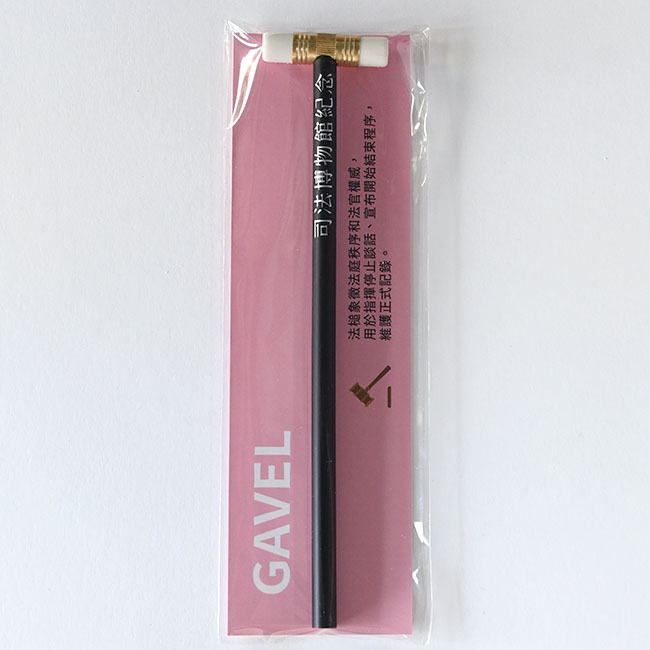 司法博物館紀念
法槌象徵法庭秩序和法官權威，
用於指揮停止談話、宣布開始結束程序，
維護正式記錄。
GAVEL